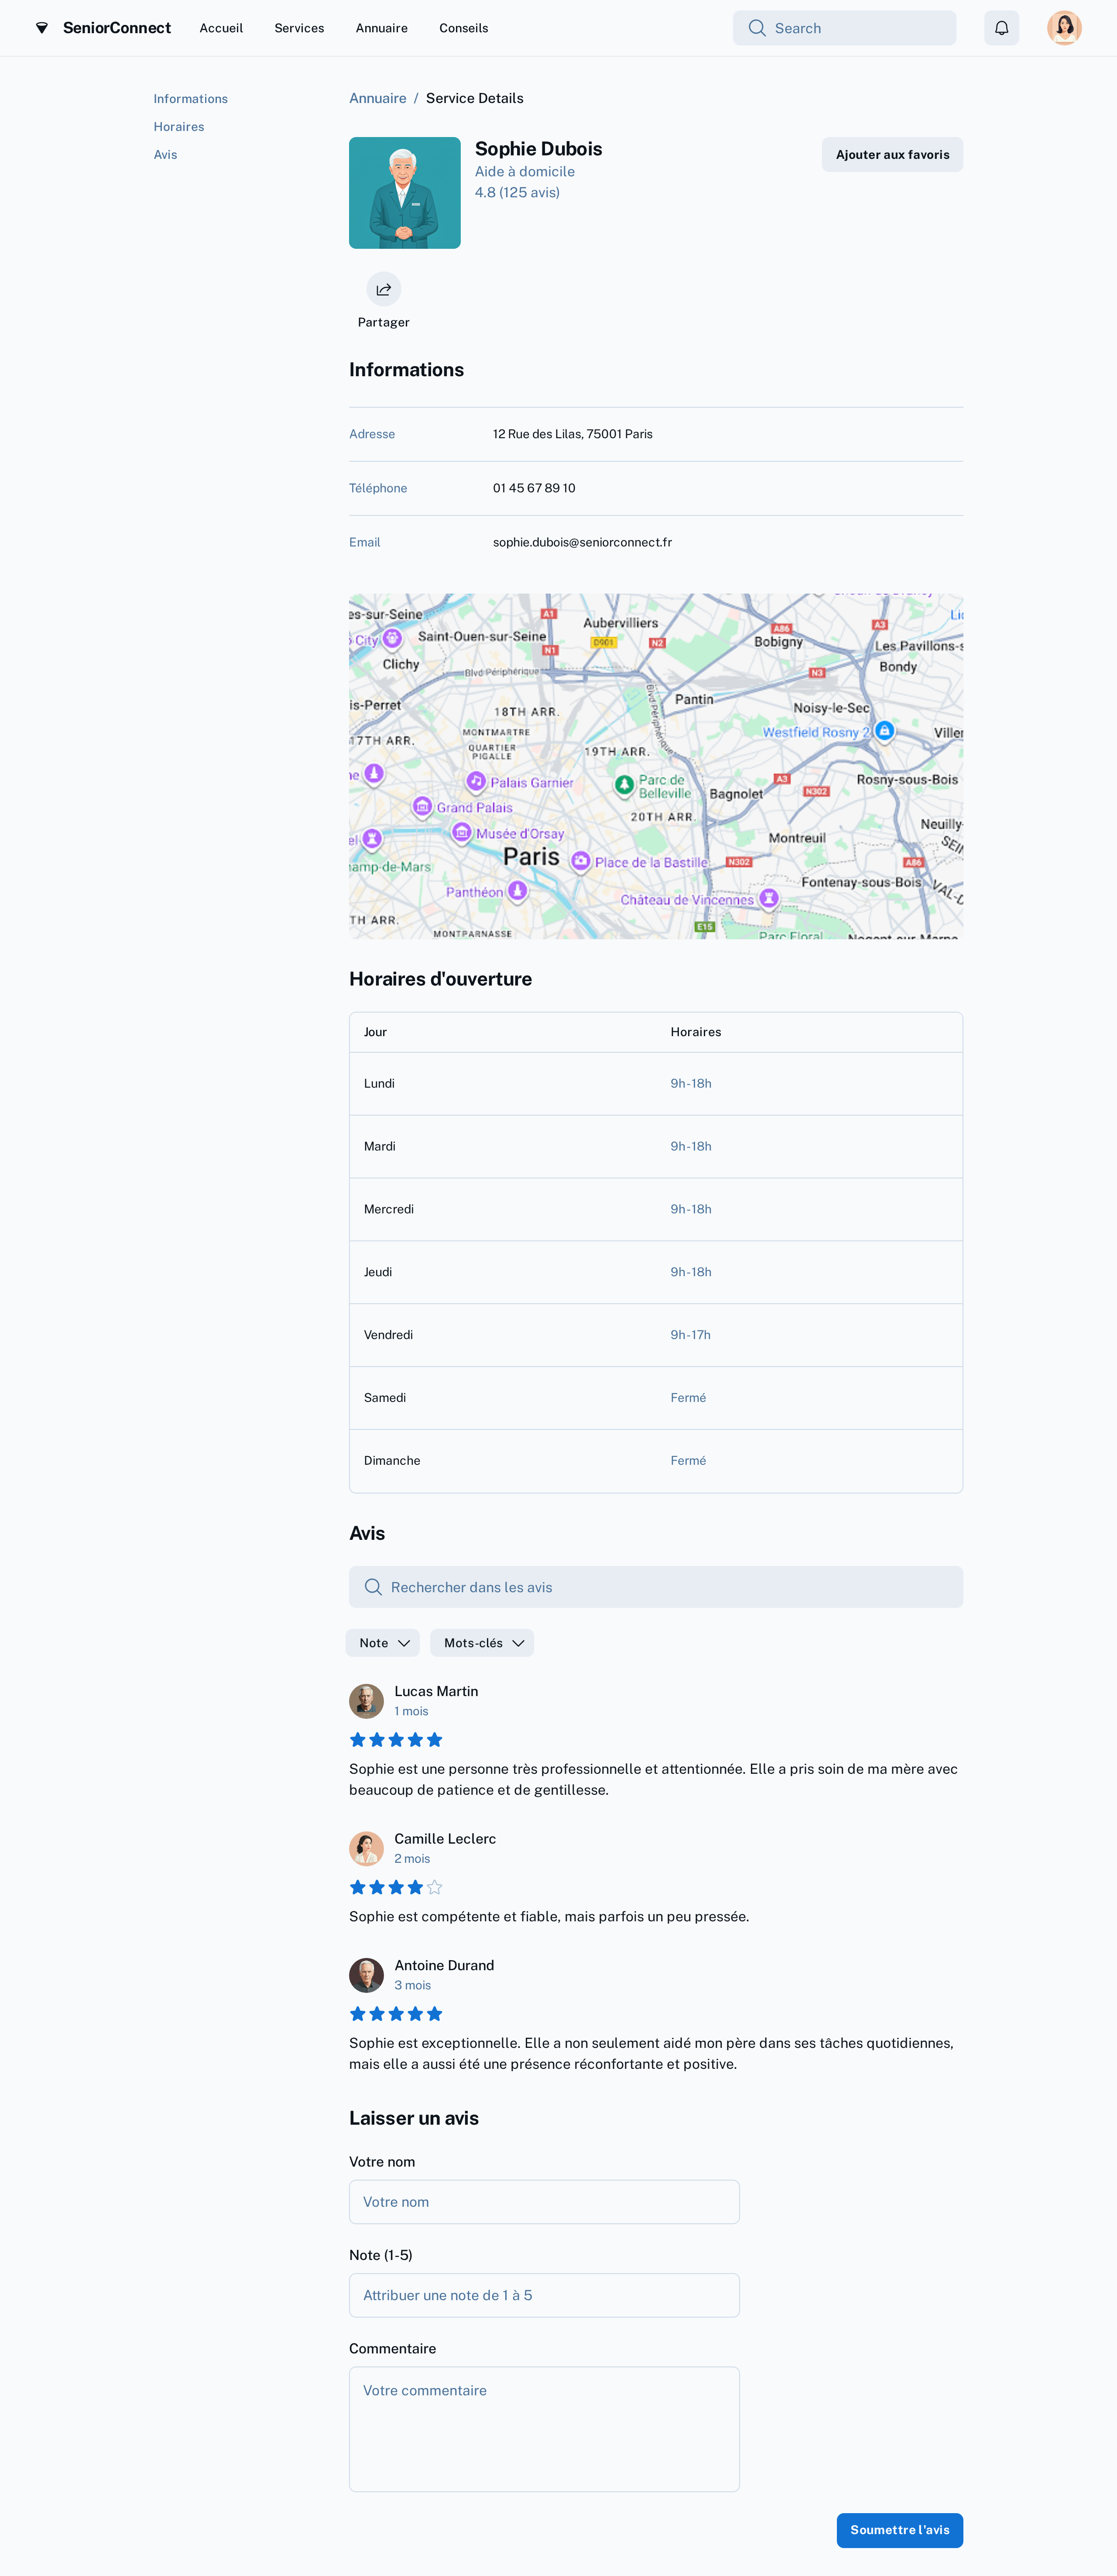 SeniorConnect
Accueil
Services
Annuaire
Conseils
Search
Informations
Horaires
Avis
Annuaire / Service Details
Sophie Dubois
Aide à domicile
4.8 (125 avis)
Ajouter aux favoris
Partager
Informations
Adresse
12 Rue des Lilas, 75001 Paris
Téléphone
01 45 67 89 10
Email
sophie.dubois@seniorconnect.fr
es-sur-Seine
A1
Aubervilliers
A86
A3
City
Saint-Ouen-sur-Seine
D901
N2
Bobigny
Les Pavillons-s
N1
Clichy
Blvd Périphérique
Bondy
N3
is-Perret
Blvd Périphérique
Pantin
18TH ARR.
Noisy-le-Sec
17TH ARR.
MONTMARTRE
QUARTIER
PIGALLE
19TH ARR.
Westfield Rosny 2
Viller
ne
Palais Garnier
Parc de
Belleville
A3
Rosny-sous-Bois
Bagnolet
N302
Grand Palais
20TH ARR.
el
Musée d'Orsay
Montreuil
Neuilly-
SEIN
Paris
Place de la Bastille
N302
A86
amp-de-Mars
Fontenay-sous-Bois
VAL-D
Panthéon
Château de Vincennes
TH ARR.
E15
MONTPARNASSE
Parc Floral
Nogent-sur-Marne
Horaires d'ouverture
Jour
Horaires
Lundi
9h-18h
Mardi
9h-18h
Mercredi
9h-18h
Jeudi
9h-18h
Vendredi
9h-17h
Samedi
Fermé
Dimanche
Fermé
Avis
Rechercher dans les avis
Note
Mots-clés
Lucas Martin
1 mois
Sophie est une personne très professionnelle et attentionnée. Elle a pris soin de ma mère avec
beaucoup de patience et de gentillesse.
Camille Leclerc
2 mois
Sophie est compétente et fiable, mais parfois un peu pressée.
Antoine Durand
3 mois
Sophie est exceptionnelle. Elle a non seulement aidé mon père dans ses tâches quotidiennes,
mais elle a aussi été une présence réconfortante et positive.
Laisser un avis
Votre nom
Votre nom
Note (1-5)
Attribuer une note de 1 à 5
Commentaire
Votre commentaire
Soumettre l'avis